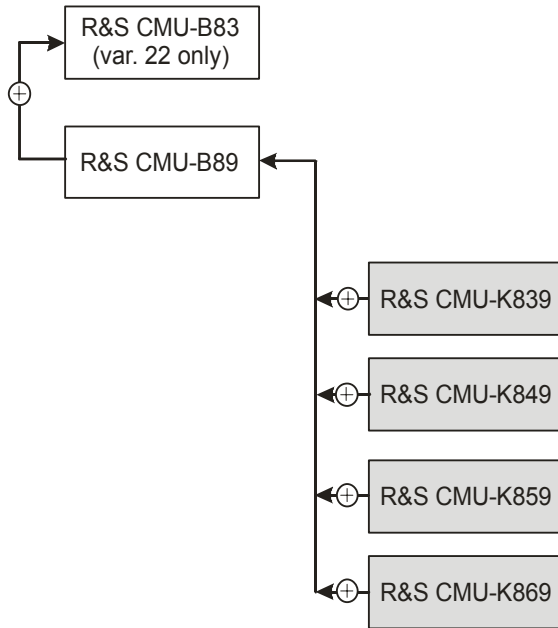 R&S CMU-B83
(var. 22 only)
R&S CMU-B89
R&S CMU-K839
R&S CMU-K849
R&S CMU-K859
R&S CMU-K869